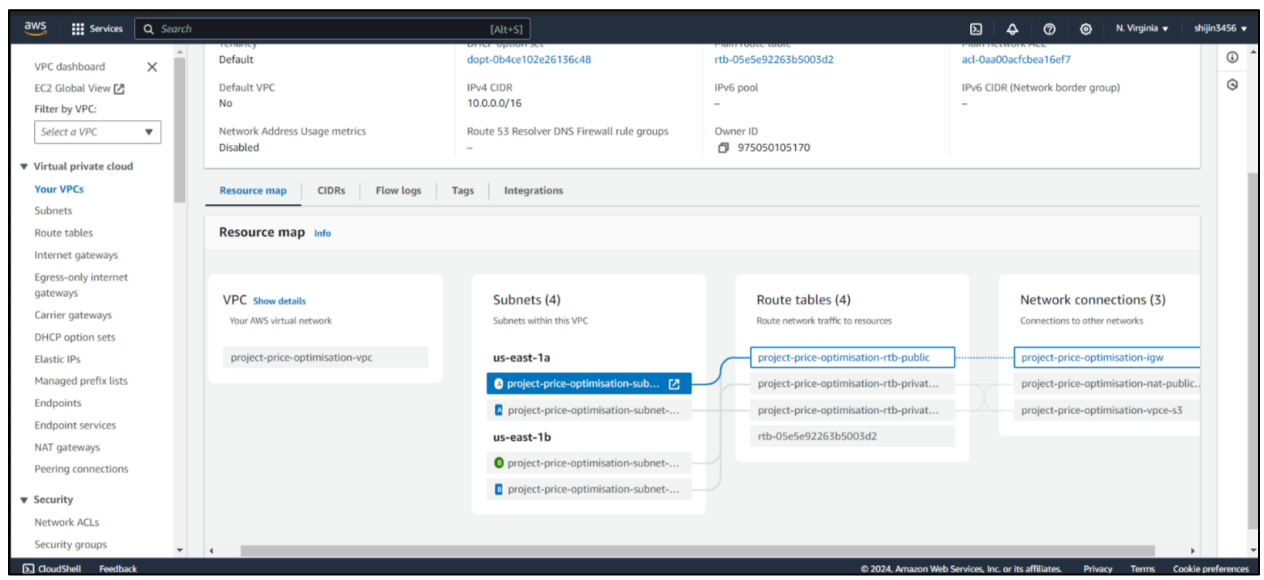 aws Services Search [Alt+S] N. Virginia shijin3456
VPC dashboard
EC2 Global View
Filter by VPC:
Select a VPC
Virtual private cloud
Your VPCs
Subnets
Route tables
Internet gateways
Egress-only internet
gateways
Carrier gateways
DHCP option sets
Elastic IPs
Managed prefix lists
Endpoints
Endpoint services
NAT gateways
Peering connections
Security
Network ACLs
Security groups
Tenancy
Default
DHCP option set
dopt-0b4ce102e26136c48
Main route table
rtb-05e5e92263b5003d2
Main network ACL
acl-0aa00acfcbea16ef7
Default VPC
No
IPv4 CIDR
10.0.0.0/16
IPv6 pool
–
IPv6 CIDR (Network border group)
–
Network Address Usage metrics
Disabled
Route 53 Resolver DNS Firewall rule groups
–
Owner ID
975050105170
Resource map CIDRs Flow logs Tags Integrations
Resource map Info
VPC Show details
Your AWS virtual network
project-price-optimisation-vpc
Subnets (4)
Subnets within this VPC
us-east-1a
A project-price-optimisation-sub...
A project-price-optimisation-subnet-...
us-east-1b
B project-price-optimisation-subnet-...
B project-price-optimisation-subnet-...
Route tables (4)
Route network traffic to resources
project-price-optimisation-rtb-public
project-price-optimisation-rtb-privat...
project-price-optimisation-rtb-privat...
rtb-05e5e92263b5003d2
Network connections (3)
Connections to other networks
project-price-optimisation-igw
project-price-optimisation-nat-public...
project-price-optimisation-vpce-s3
CloudShell Feedback © 2024, Amazon Web Services, Inc. or its affiliates. Privacy Terms Cookie preferences